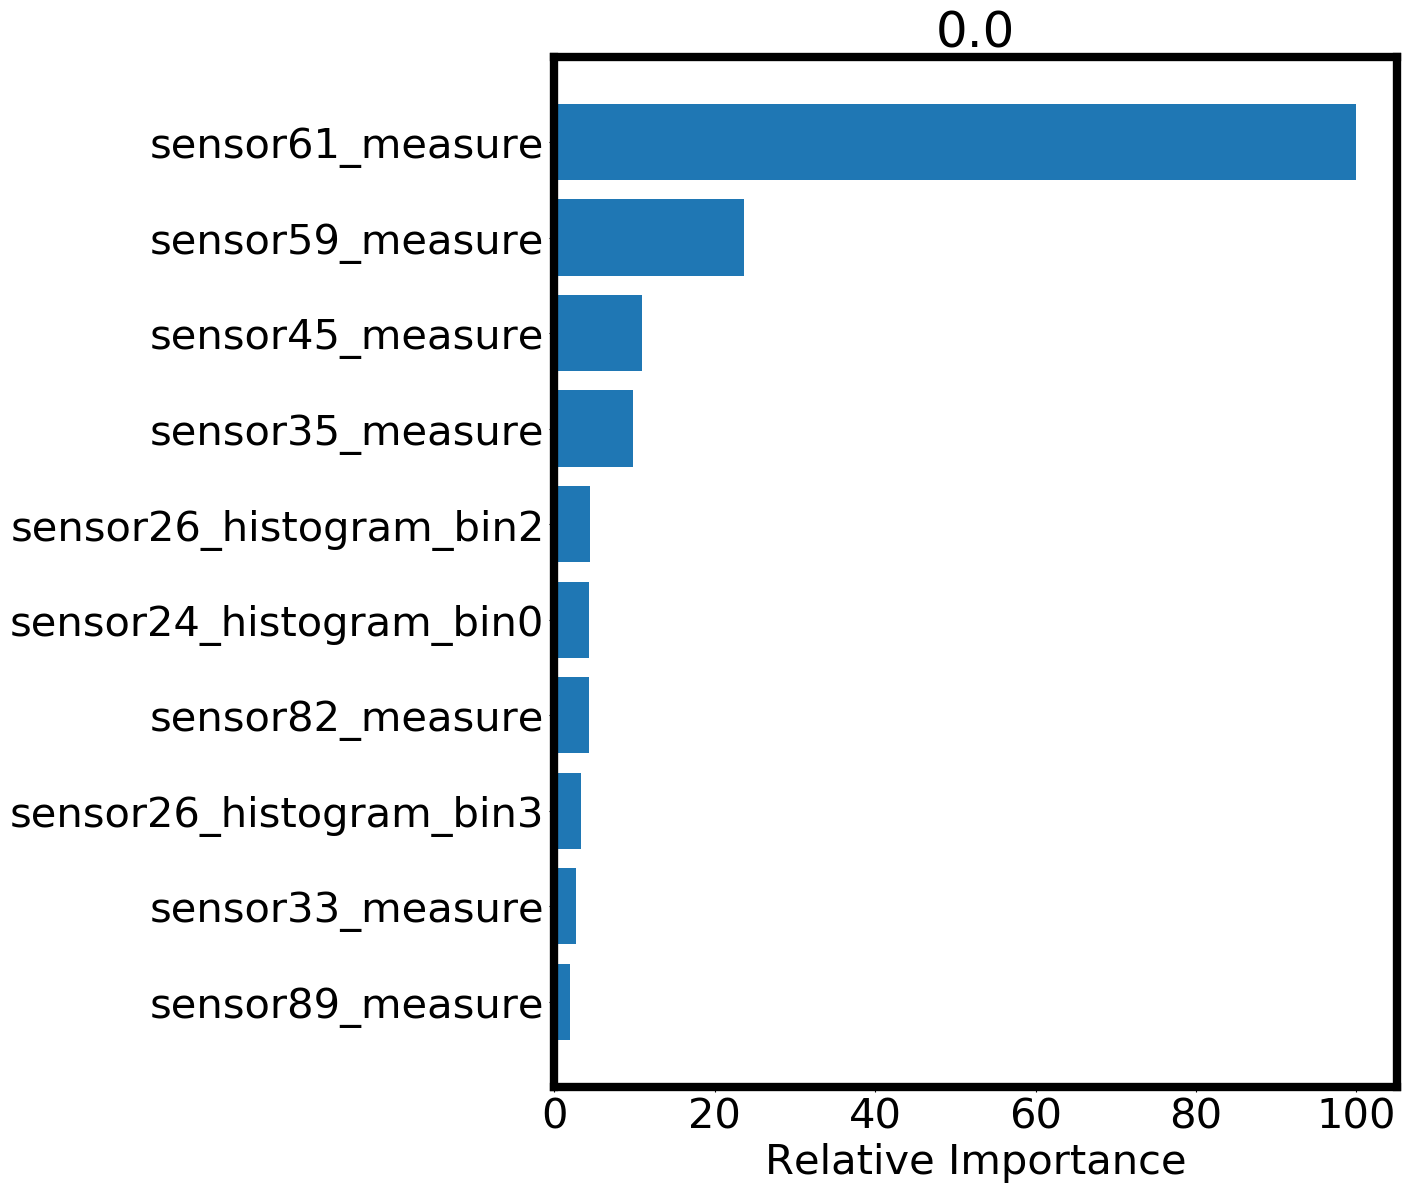 0.0
sensor61_measure
sensor59_measure
sensor45_measure
sensor35_measure
sensor26_histogram_bin2
sensor24_histogram_bin0
sensor82_measure
sensor26_histogram_bin3
sensor33_measure
sensor89_measure
0 20 40 60 80 100
Relative Importance